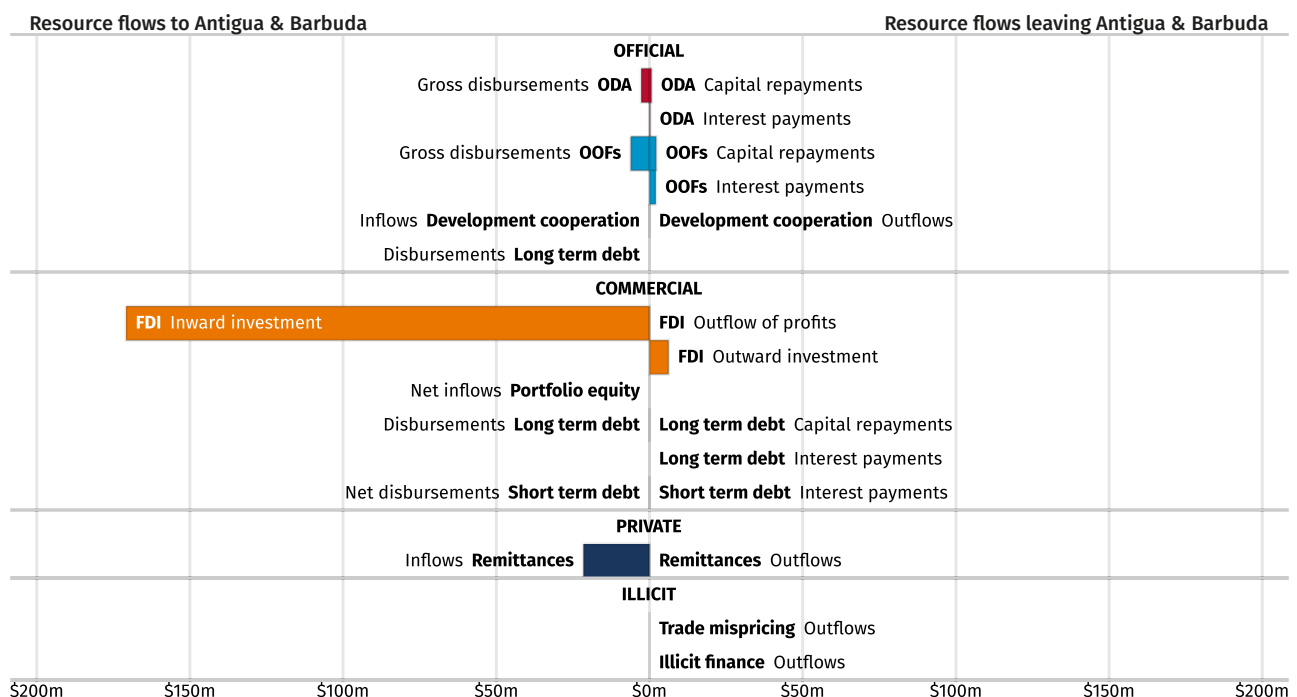 Resource flows to Antigua & Barbuda Resource flows leaving Antigua & Barbuda
OFFICIAL
Gross disbursements ODA ODA Capital repayments
ODA Interest payments
Gross disbursements OOFs OOFs Capital repayments
OOFs Interest payments
Inflows Development cooperation Development cooperation Outflows
Disbursements Long term debt
COMMERCIAL
FDI Inward investment FDI Outflow of profits
FDI Outward investment
Net inflows Portfolio equity
Disbursements Long term debt Long term debt Capital repayments
Long term debt Interest payments
Net disbursements Short term debt Short term debt Interest payments
PRIVATE
Inflows Remittances Remittances Outflows
ILLICIT
Trade mispricing Outflows
Illicit finance Outflows
$200m $150m $100m $50m $0m $50m $100m $150m $200m